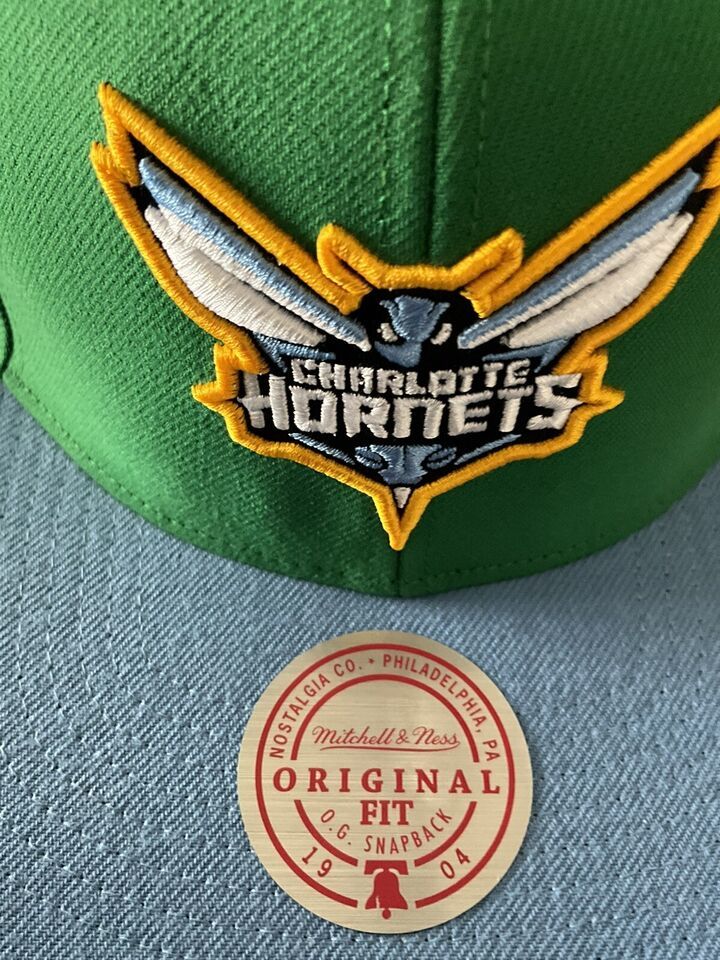 CHARLOTTE
HORNETS
NOSTALGIA CO. • PHILADELPHIA, PA
Mitchell & Ness
ORIGINAL
FIT
O.G. SNAPBACK
19 04